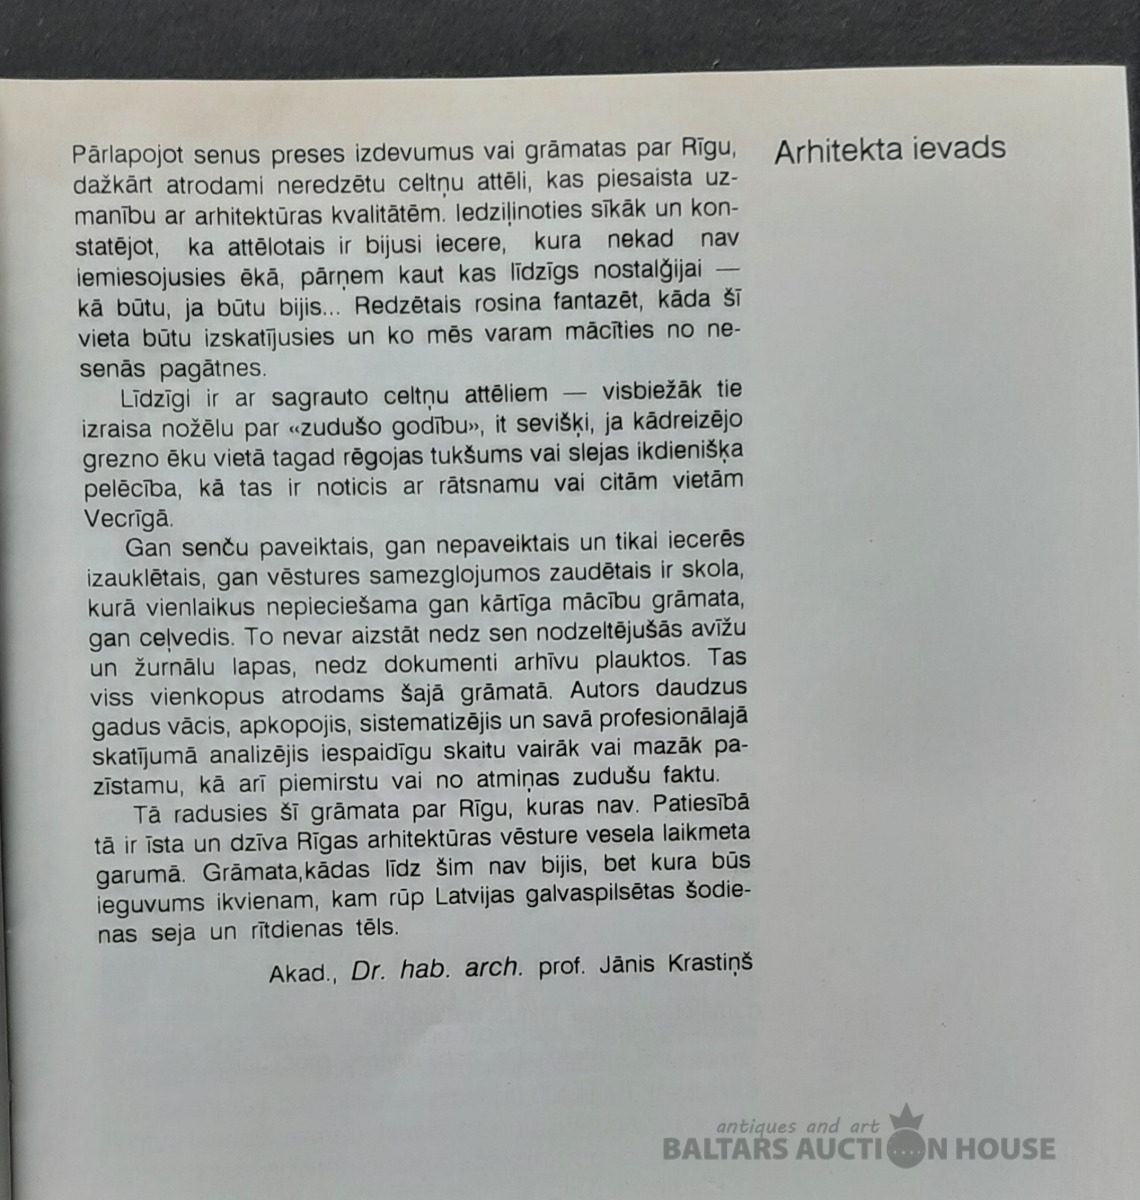 Arhitekta ievads
Pārlapojot senus preses izdevumus vai grāmatas par Rīgu,
dažkārt atrodami neredzētu celtņu attēli, kas piesaista uz-
manību ar arhitektūras kvalitātēm. Iedziļinoties sīkāk un kon-
statējot, ka attēlotais ir bijusi iecere, kura nekad nav
iemiesojusies ēkā, pārņem kaut kas līdzīgs nostalģijai —
kā būtu, ja būtu bijis... Redzētais rosina fantazēt, kāda šī
vieta būtu izskatījusies un ko mēs varam mācīties no ne-
senās pagātnes.
Līdzīgi ir ar sagrauto celtņu attēliem — visbiežāk tie
izraisa nožēlu par «zudušo godību», it sevišķi, ja kādreizējo
grezno ēku vietā tagad rēgojas tukšums vai slejas ikdienišķa
pelēcība, kā tas ir noticis ar rātsnamu vai citām vietām
Vecrīgā.
Gan senču paveiktais, gan nepaveiktais un tikai iecerēs
izauklētais, gan vēstures samezglojumos zaudētais ir skola,
kurā vienlaikus nepieciešama gan kārtīga mācību grāmata,
gan ceļvedis. To nevar aizstāt nedz sen nodzeltējušās avīžu
un žurnālu lapas, nedz dokumenti arhīvu plauktos. Tas
viss vienkopus atrodams šajā grāmatā. Autors daudzus
gadus vācis, apkopojis, sistematizējis un savā profesionālajā
skatījumā analizējis iespaidīgu skaitu vairāk vai mazāk pa-
zīstamu, kā arī piemirstu vai no atmiņas zudušu faktu.
Tā radusies šī grāmata par Rīgu, kuras nav. Patiesībā
tā ir īsta un dzīva Rīgas arhitektūras vēsture vesela laikmeta
garumā. Grāmata,kādas līdz šim nav bijis, bet kura būs
ieguvums ikvienam, kam rūp Latvijas galvaspilsētas šodie-
nas seja un rītdienas tēls.
Akad., Dr. hab. arch. prof. Jānis Krastiņš
antiques and art
BALTARS AUCTION HOUSE